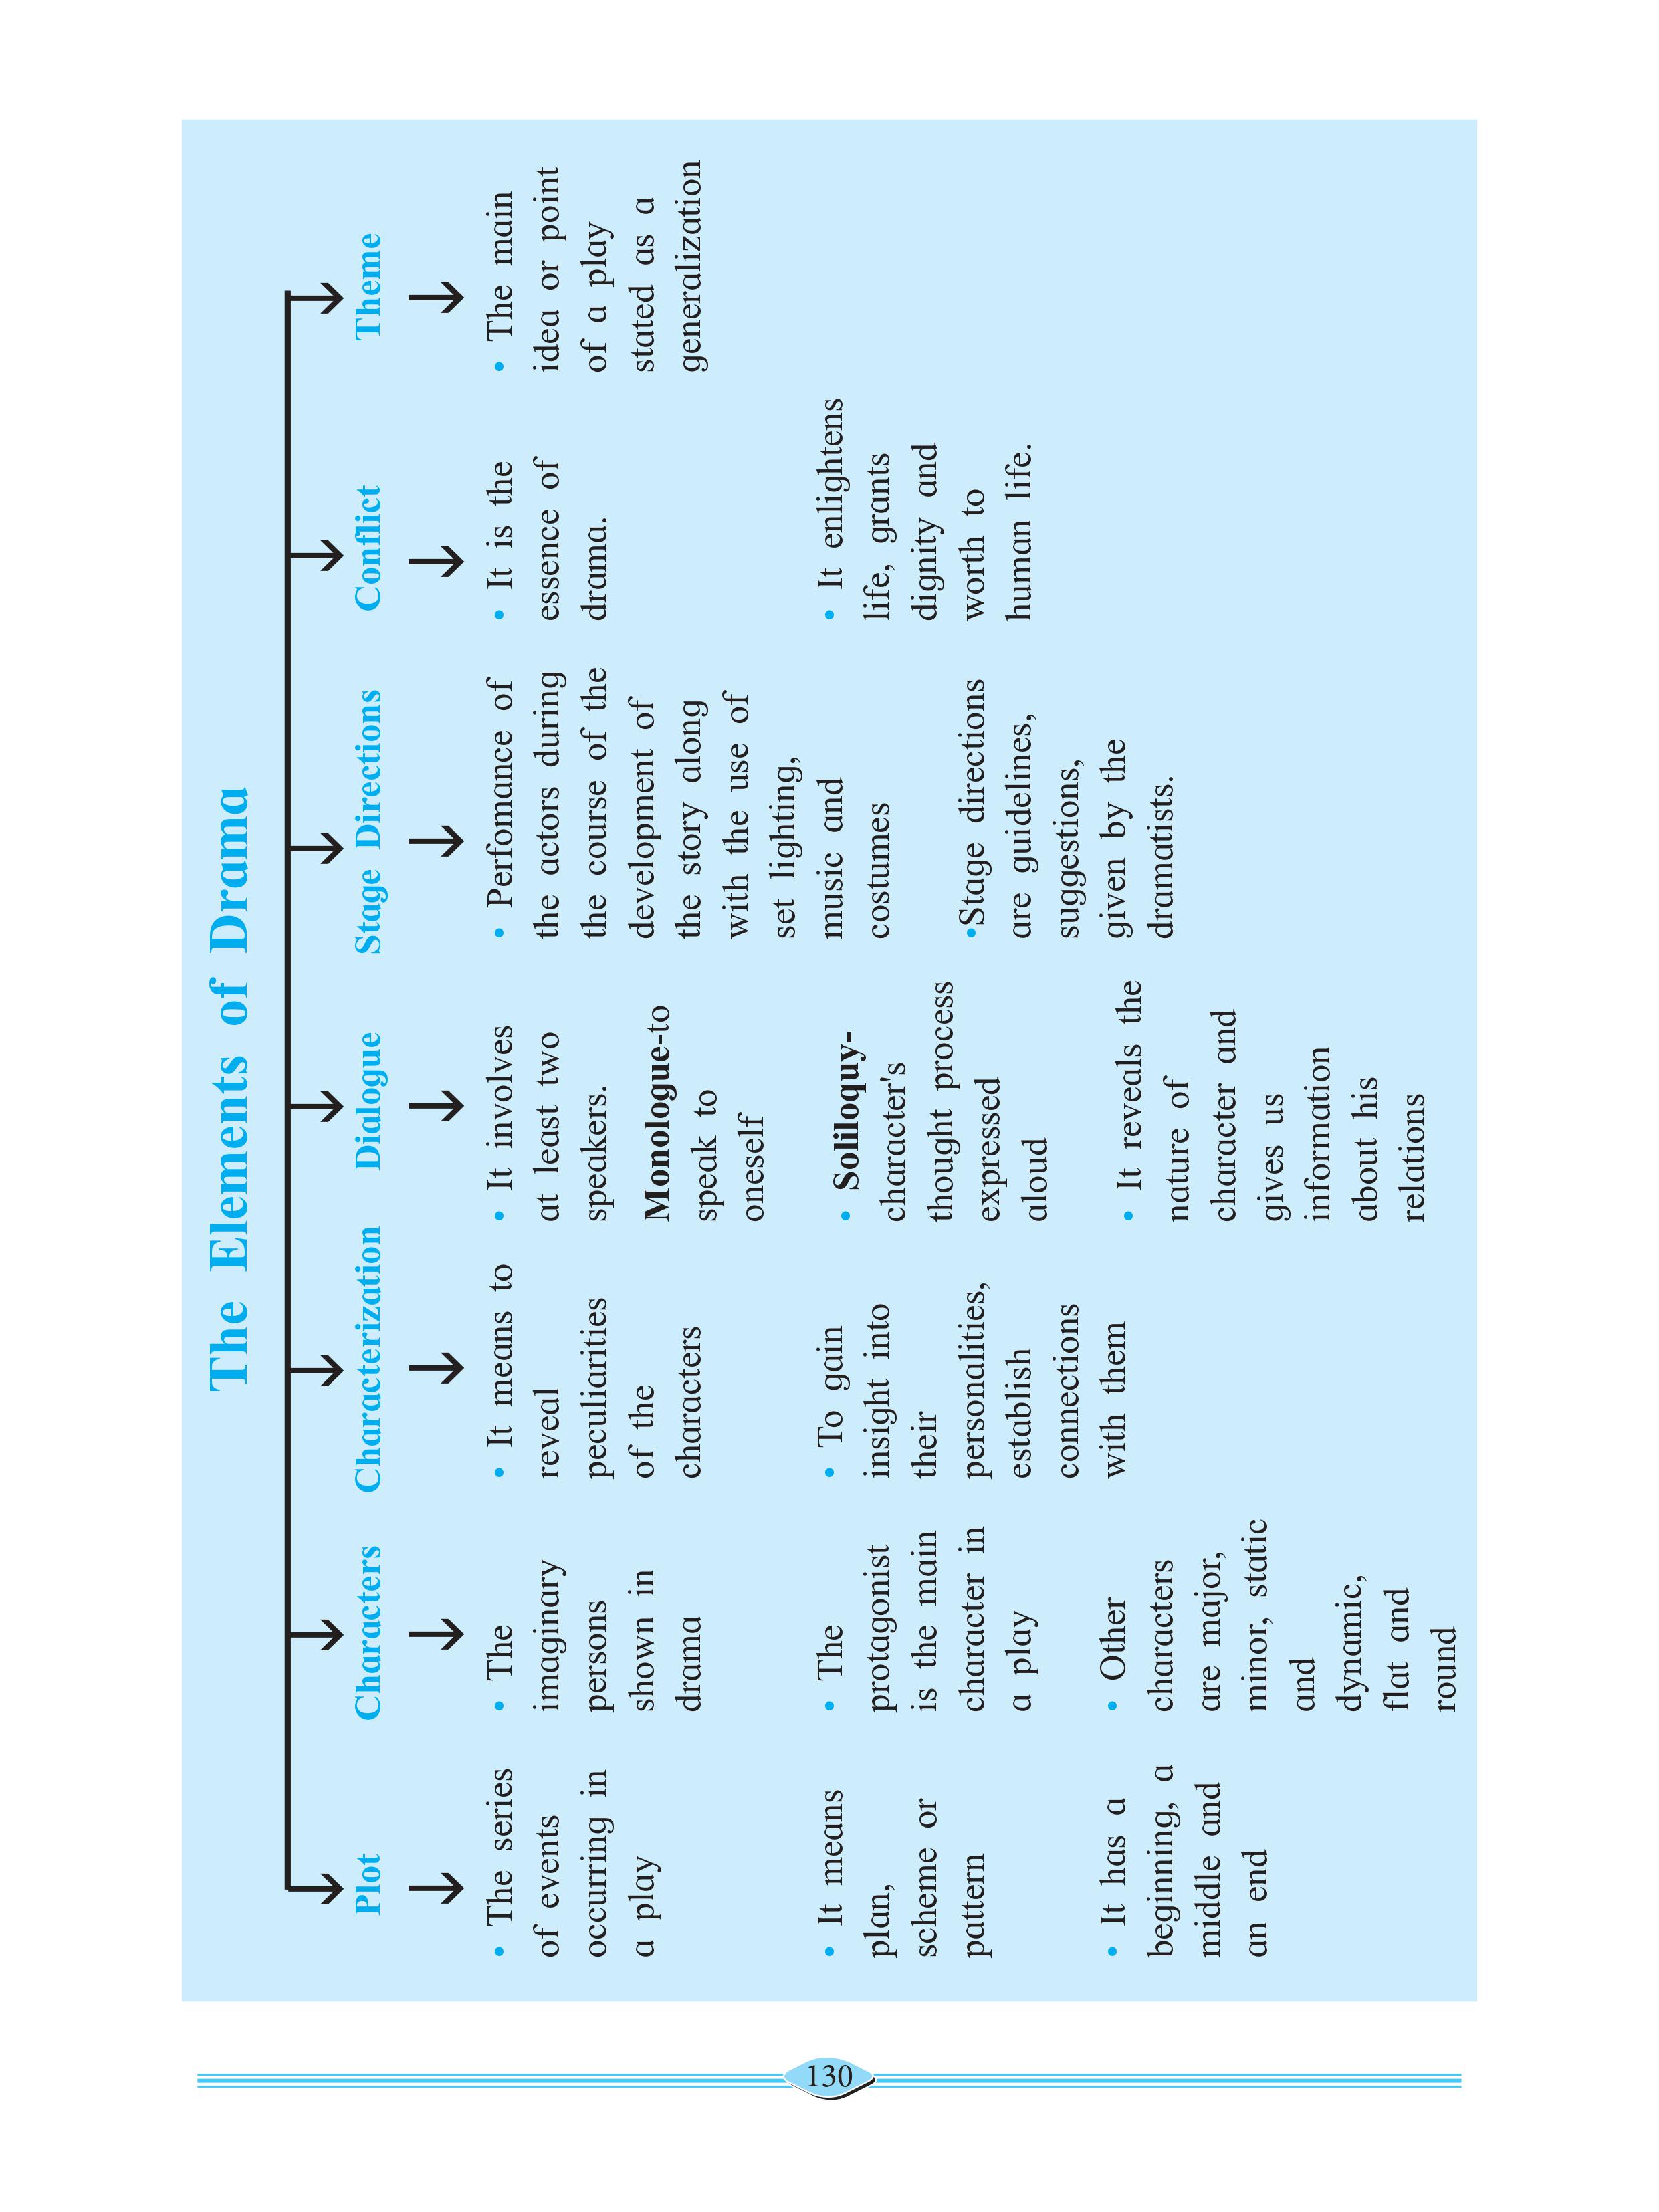 The Elements of Drama
Plot
• The series
of events
occurring in
a play
• It means
plan,
scheme or
pattern
• It has a
beginning, a
middle and
an end
Characters
• The
imaginary
persons
shown in
drama
• The
protagonist
is the main
character in
a play
• Other
characters
are major,
minor, static
and
dynamic,
flat and
round
Characterization
• It means to
reveal
peculiarities
of the
characters
• To gain
insight into
their
personalities,
establish
connections
with them
Dialogue
• It involves
at least two
speakers.
Monologue-to
speak to
oneself
• Soliloquy-
character's
thought process
expressed
aloud
• It reveals the
nature of
character and
gives us
information
about his
relations
Stage Directions
• Perfomance of
the actors during
the course of the
development of
the story along
with the use of
set lighting,
music and
costumes
•Stage directions
are guidelines,
suggestions,
given by the
dramatists.
Conflict
• It is the
essence of
drama.
• It enlightens
life, grants
dignity and
worth to
human life.
Theme
• The main
idea or point
of a play
stated as a
generalization
130